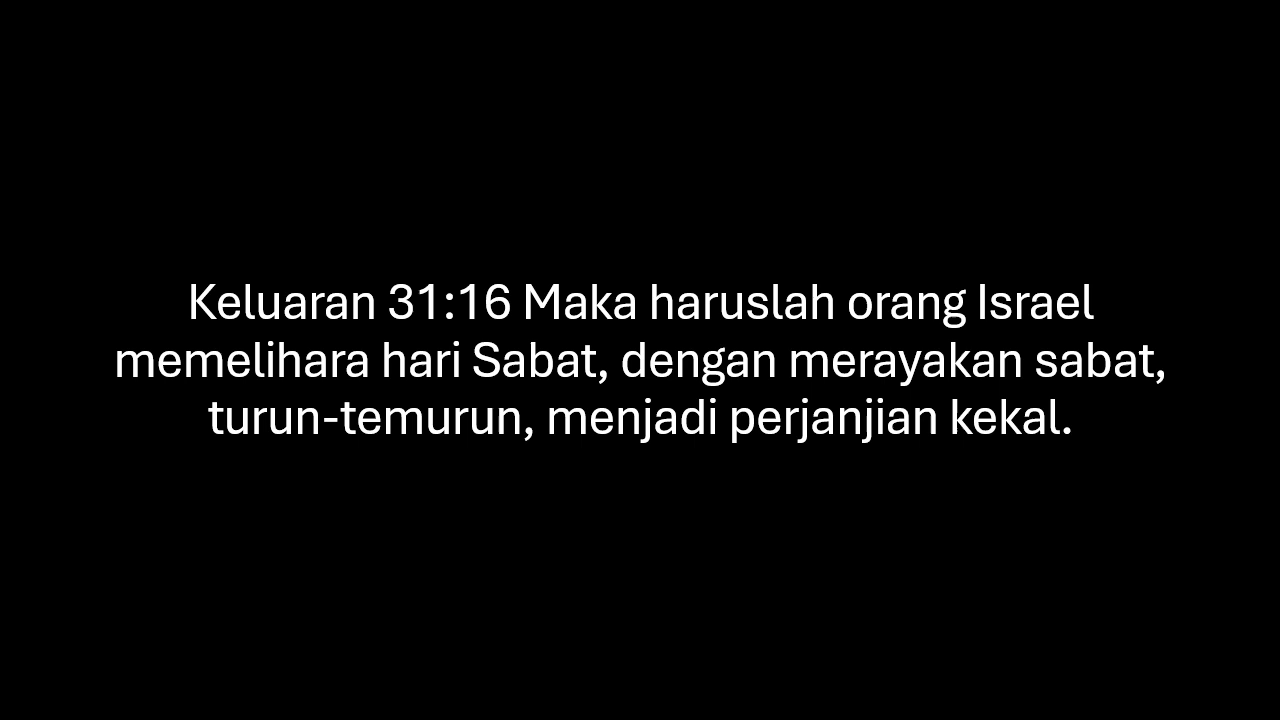 Keluaran 31:16 Maka haruslah orang Israel
memelihara hari Sabat, dengan merayakan sabat,
turun-temurun, menjadi perjanjian kekal.